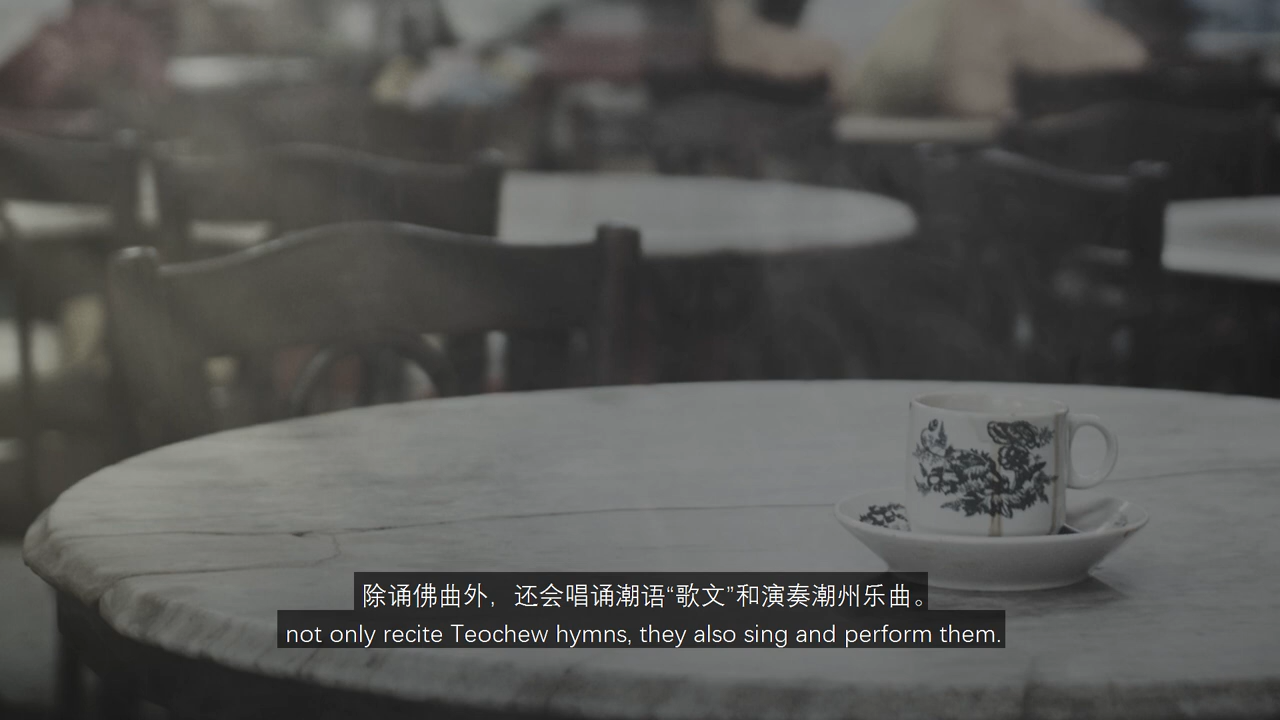 除诵佛曲外，还会唱诵潮语“歌文”和演奏潮州乐曲。
not only recite Teochew hymns, they also sing and perform them.